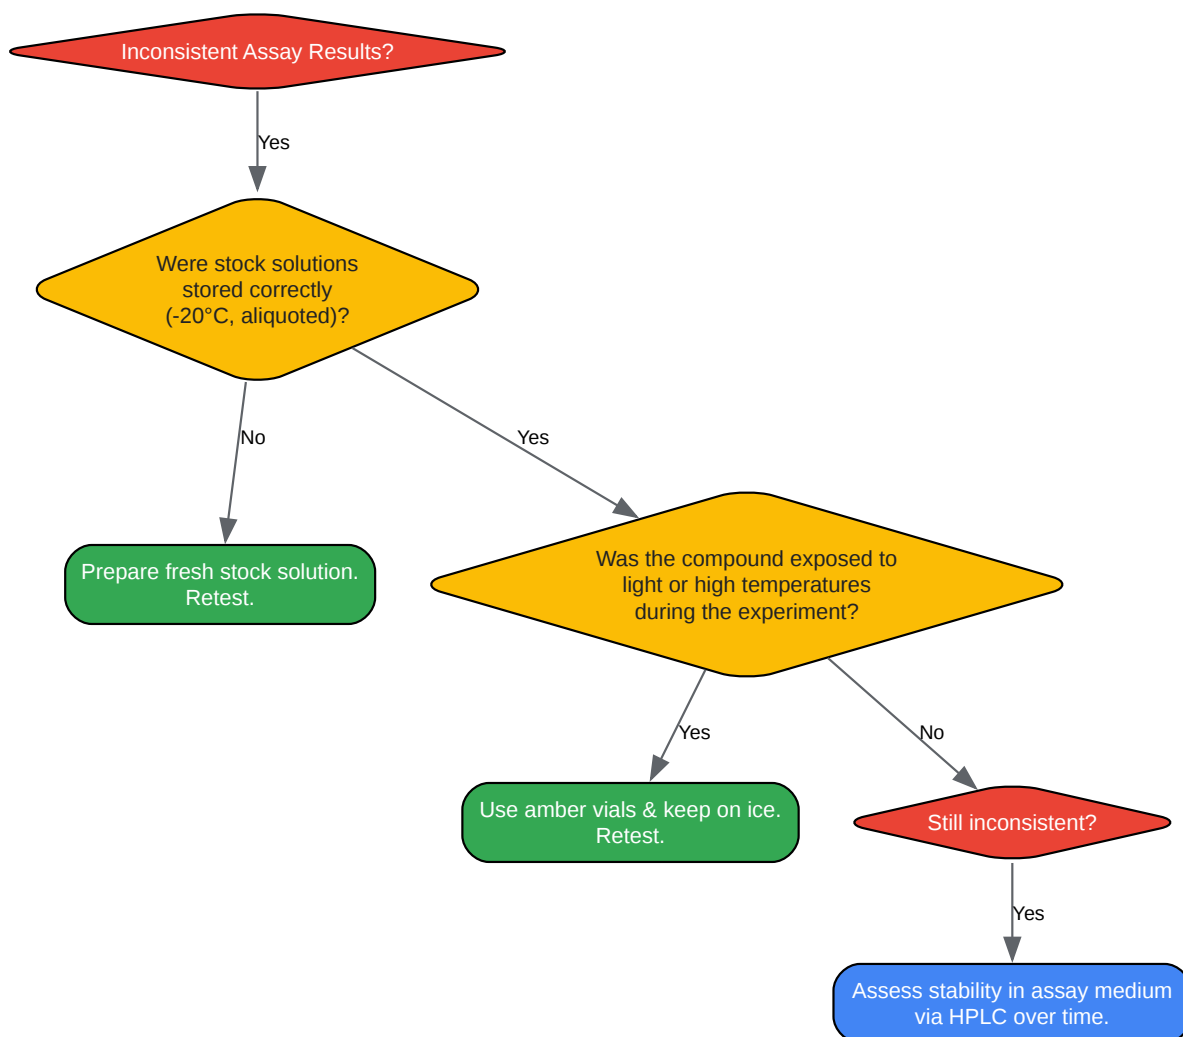 Inconsistent Assay Results?
Yes
Were stock solutions
stored correctly
(-20°C, aliquoted)?
No
Yes
Prepare fresh stock solution.
Retest.
Was the compound exposed to
light or high temperatures
during the experiment?
Yes
No
Use amber vials & keep on ice.
Retest.
Still inconsistent?
Yes
Assess stability in assay medium
via HPLC over time.